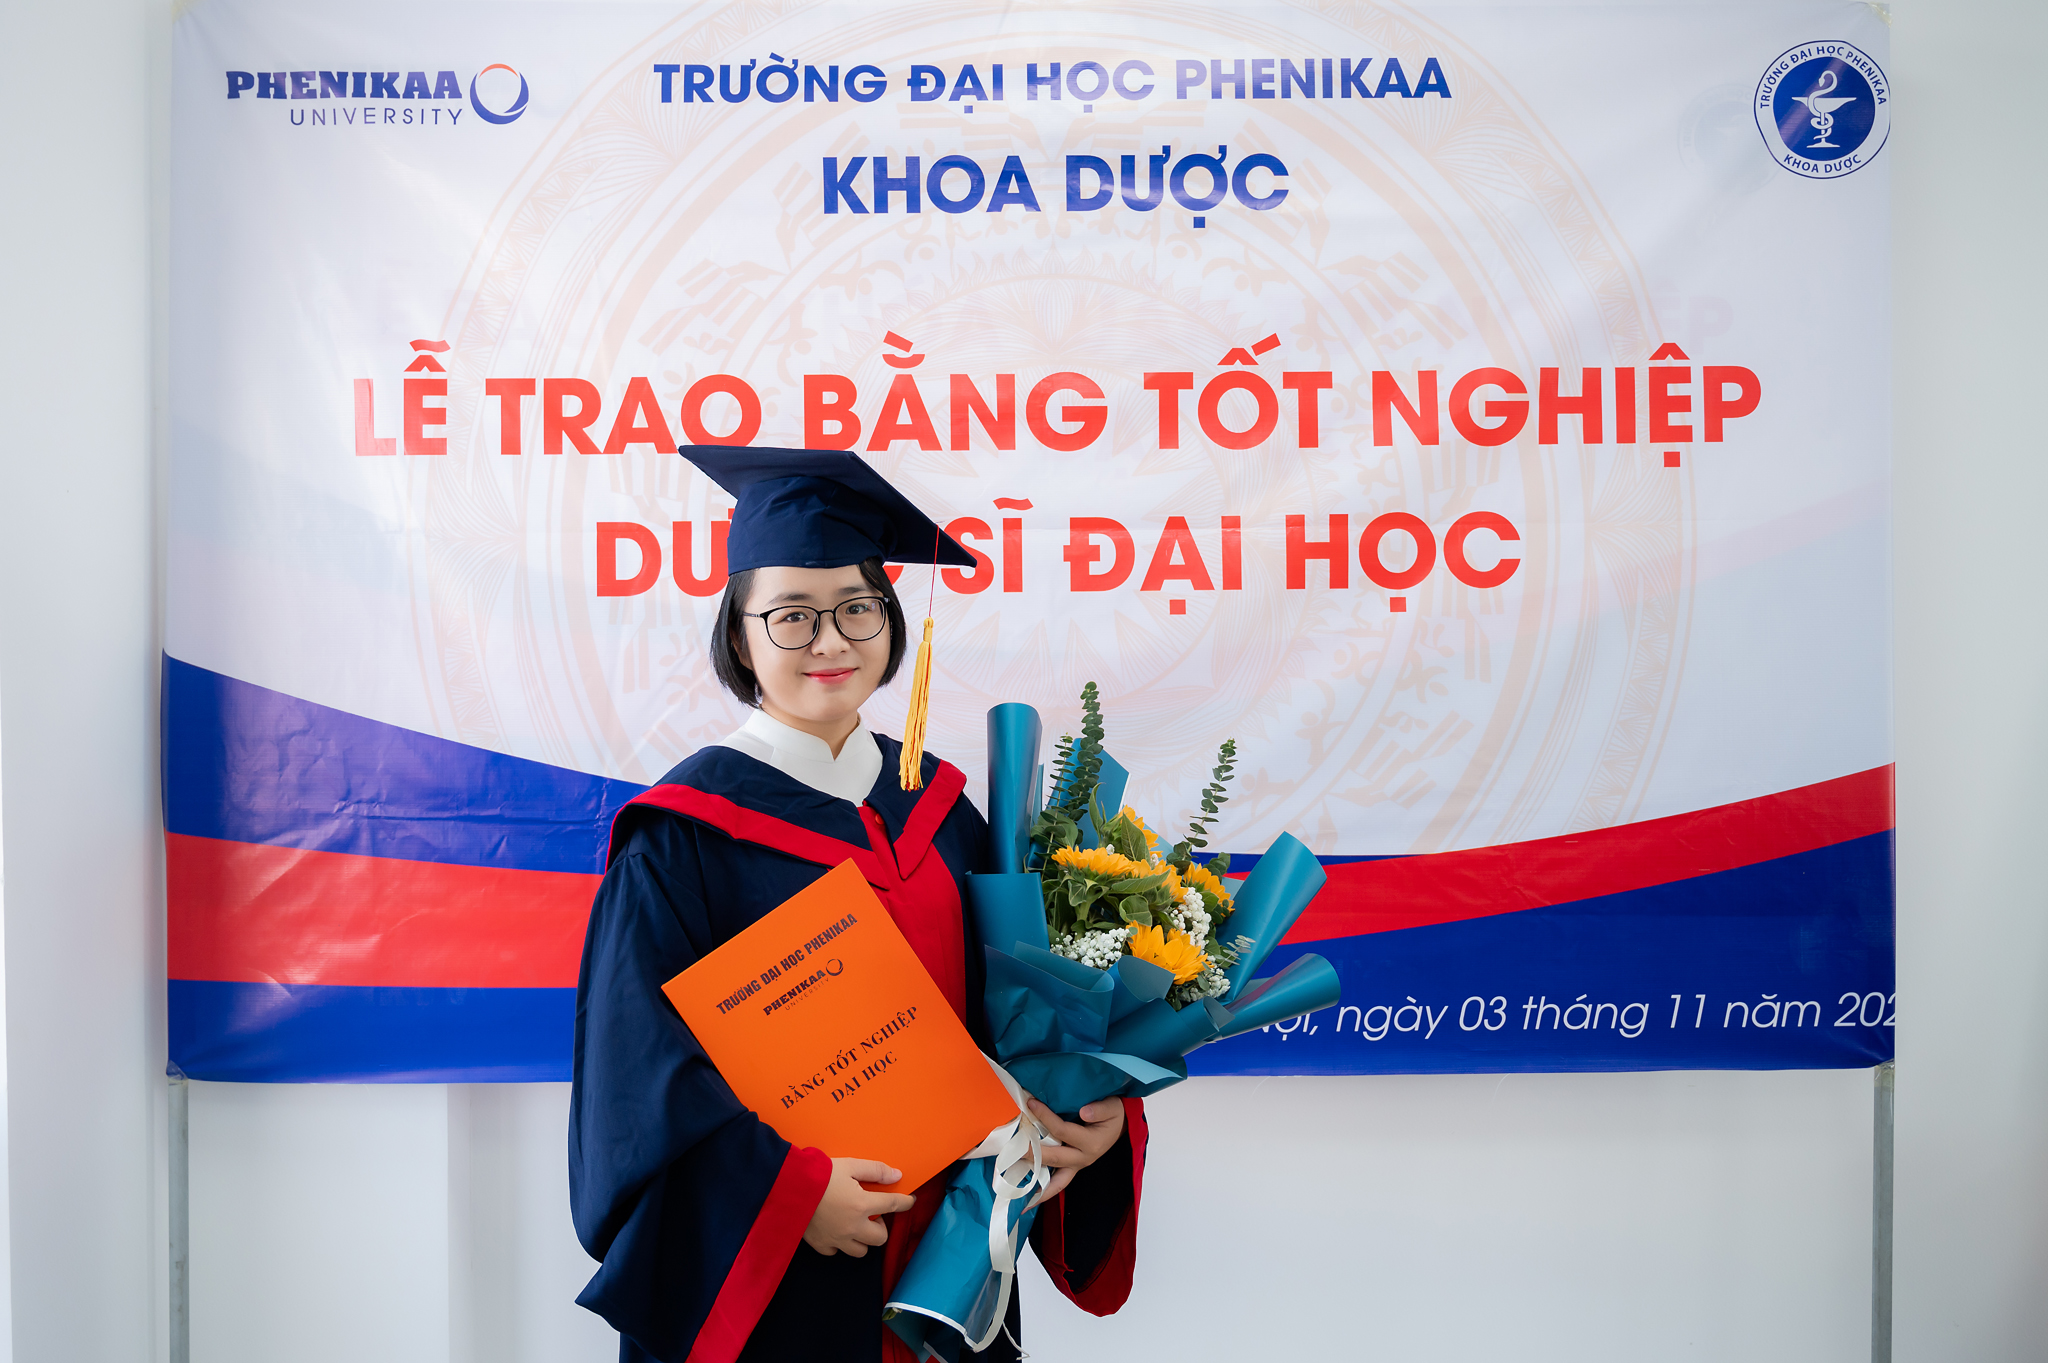 PHENIKAA
UNIVERSITY
TRƯỜNG ĐẠI HỌC PHENIKAA
KHOA DƯỢC
TRƯỜNG ĐẠI HỌC PHENIKAA
KHOA DƯỢC
LỄ TRAO BẰNG TỐT NGHIỆP
SĨ ĐẠI HỌC
ngày 03 tháng 11 năm
TRƯỜNG ĐẠI HỌC PHENIKAA
PHENIKAA
UNIVERSITY
BẰNG TỐT NGHIỆP
ĐẠI HỌC